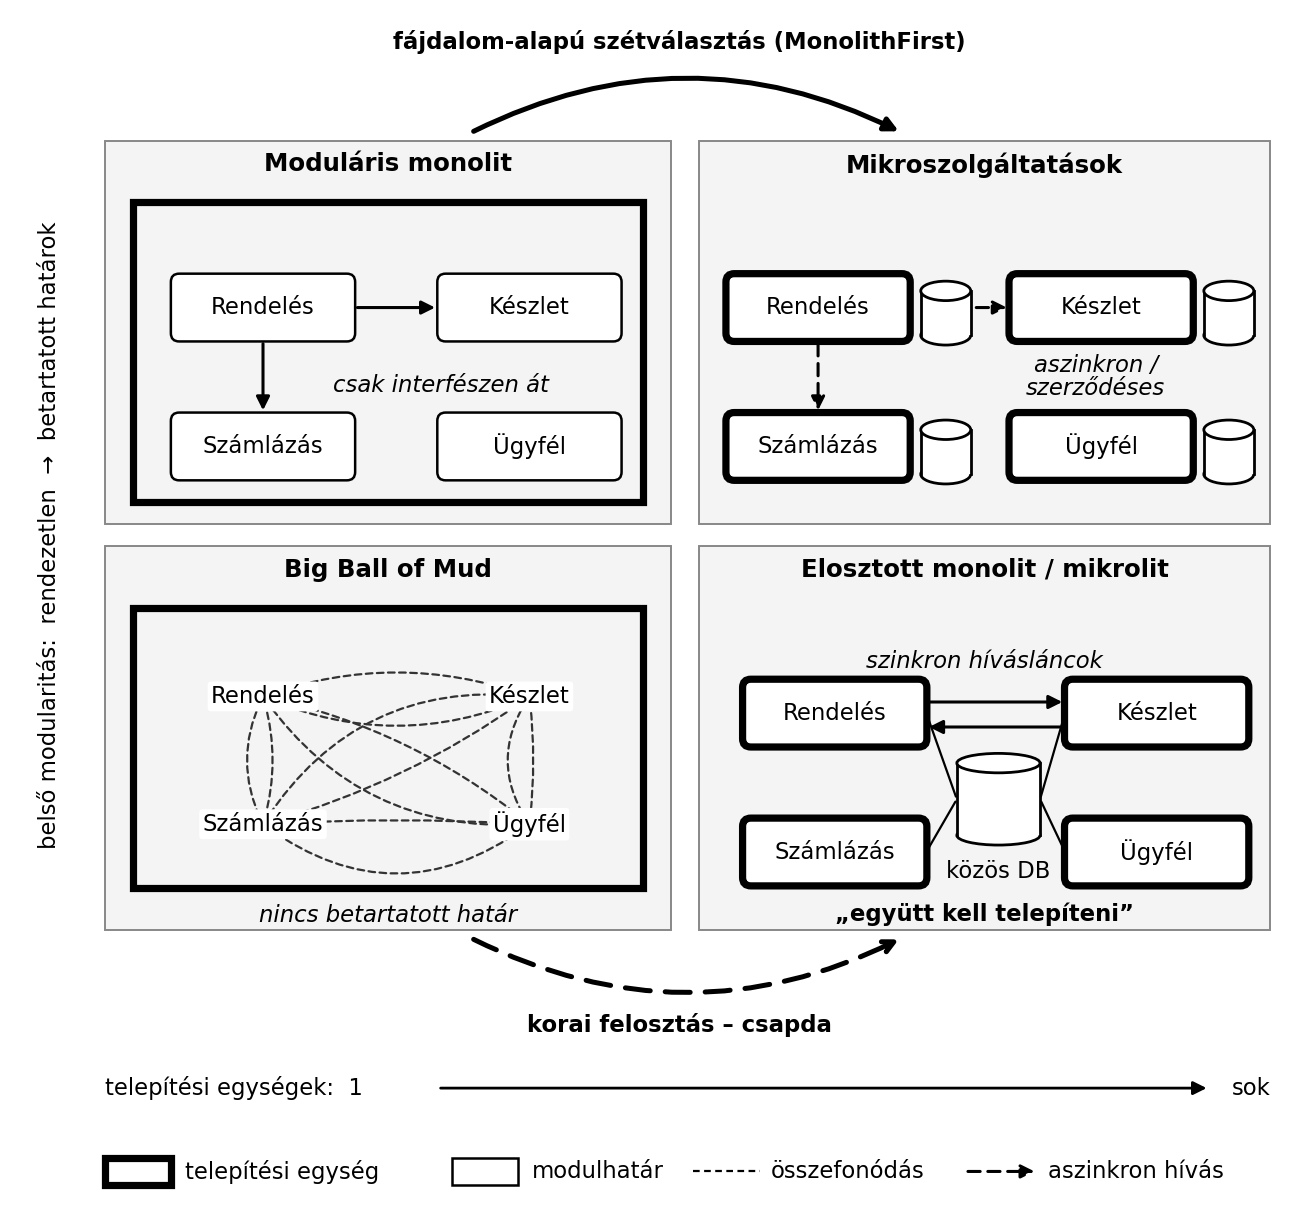 fájdalom-alapú szétválasztás (MonolithFirst)
belső modularitás: rendezetlen → betartatott határok
Moduláris monolit
Rendelés
Készlet
csak interfészen át
Számlázás
Ügyfél
Mikroszolgáltatások
Rendelés
Készlet
aszinkron /
szerződéses
Számlázás
Ügyfél
Big Ball of Mud
Rendelés
Készlet
Számlázás
Ügyfél
nincs betartatott határ
Elosztott monolit / mikrolit
szinkron hívásláncok
Rendelés
Készlet
Számlázás
közös DB
Ügyfél
„együtt kell telepíteni”
korai felosztás – csapda
telepítési egységek: 1
sok
telepítési egység
modulhatár
összefonódás
aszinkron hívás